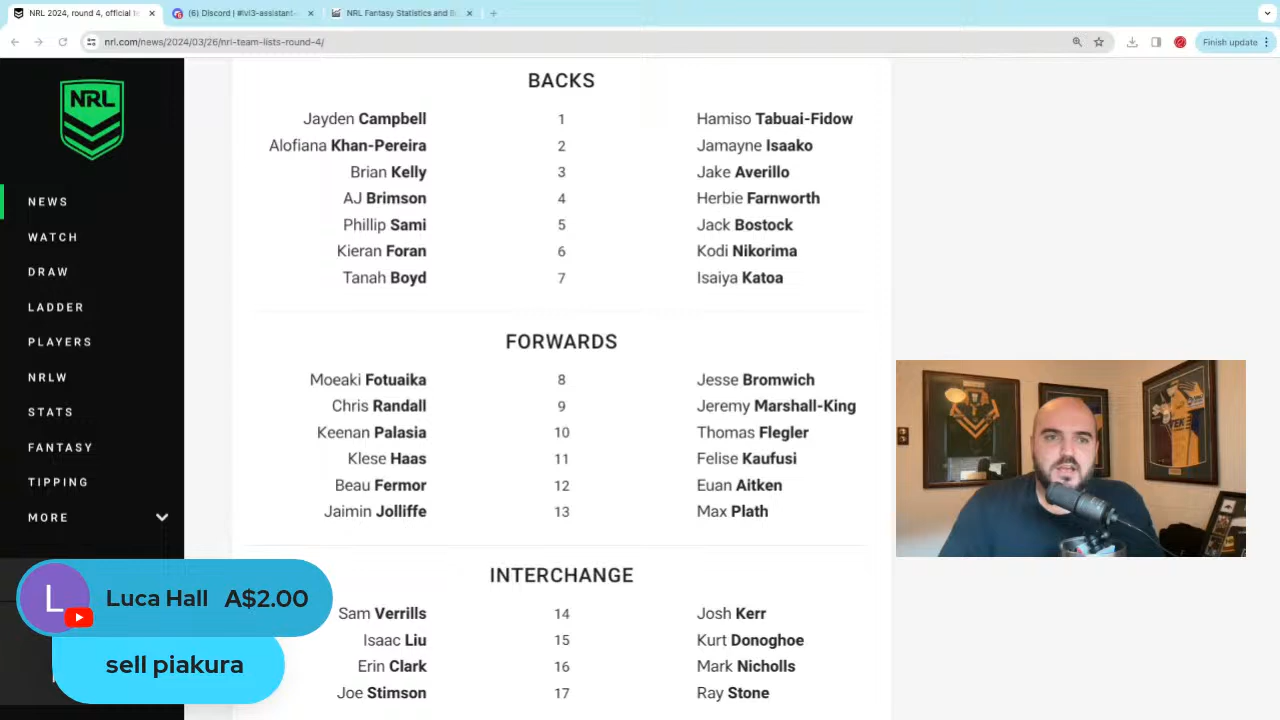 NRL 2024, round 4, official te
(6) Discord | #lvl3-assistant-
NRL Fantasy Statistics and B
nrl.com/news/2024/03/26/nrl-team-lists-round-4/
Finish update
NRL
NEWS
WATCH
DRAW
LADDER
PLAYERS
NRLW
STATS
FANTASY
TIPPING
MORE
BACKS
Jayden Campbell 1 Hamiso Tabuai-Fidow
Alofiana Khan-Pereira 2 Jamayne Isaako
Brian Kelly 3 Jake Averillo
AJ Brimson 4 Herbie Farnworth
Phillip Sami 5 Jack Bostock
Kieran Foran 6 Kodi Nikorima
Tanah Boyd 7 Isaiya Katoa
FORWARDS
Moeaki Fotuaika 8 Jesse Bromwich
Chris Randall 9 Jeremy Marshall-King
Keenan Palasia 10 Thomas Flegler
Klese Haas 11 Felise Kaufusi
Beau Fermor 12 Euan Aitken
Jaimin Jolliffe 13 Max Plath
INTERCHANGE
Sam Verrills 14 Josh Kerr
Isaac Liu 15 Kurt Donoghoe
Erin Clark 16 Mark Nicholls
Joe Stimson 17 Ray Stone
L Luca Hall A$2.00
sell piakura